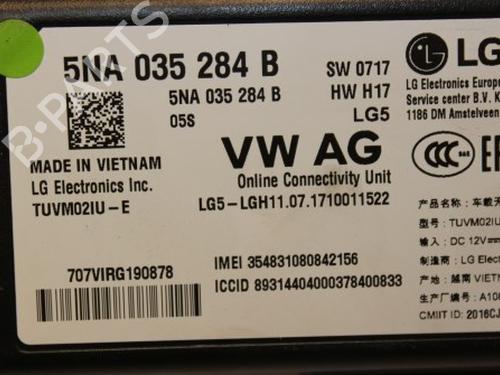 5NA 035 284 B
5NA 035 284 B
05S
SW 0717
HW H17
LG5
LG
LG Electronics Europe
Service center B.V. K
1186 DM Amstelveen
MADE IN VIETNAM
LG Electronics Inc.
TUVM02IU - E
VW AG
Online Connectivity Unit
LG5-LGH11.07.1710011522
707VIRG190878
IMEI 354831080842156
ICCID 89314404000378400833
产品名称：车载无
型号：TUVM02IU
输入：DC 12V
制造商：LG Elect
产地：越南 VIETN
生产厂编号：A108
CMIIT ID: 2016CJ
B-PARTS